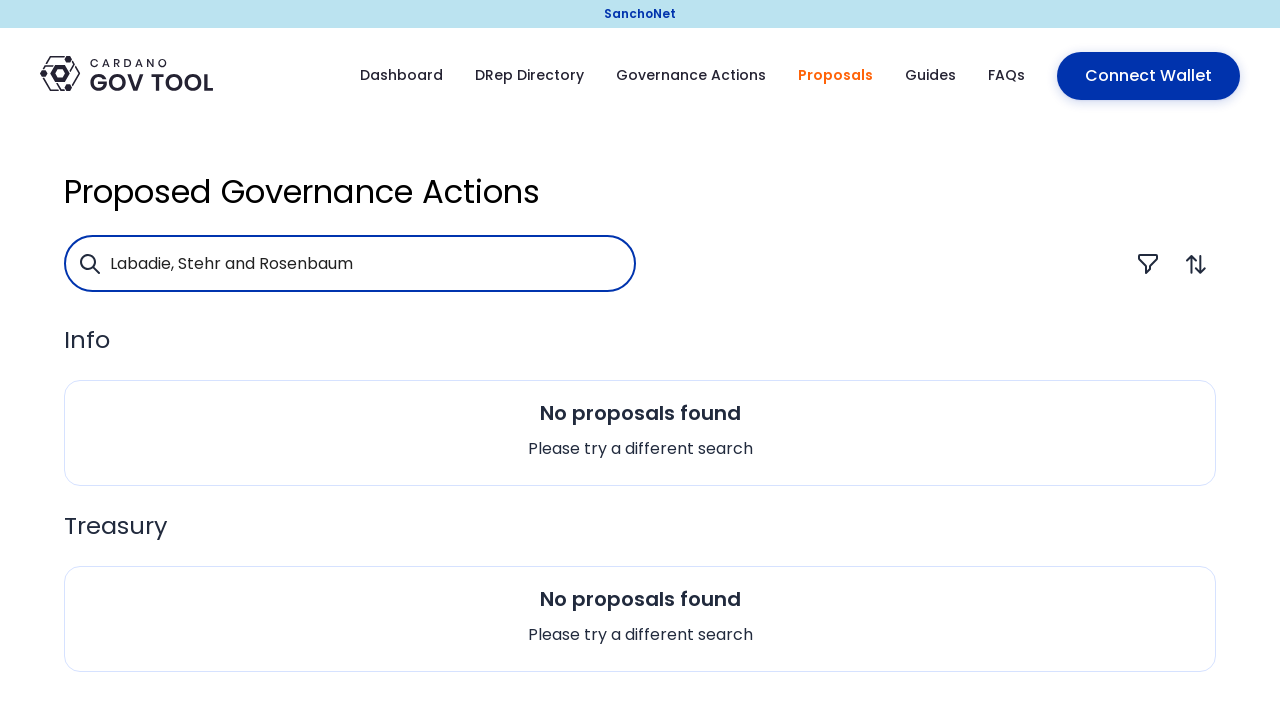 SanchoNet
CARDANO
GOV TOOL
Dashboard
DRep Directory
Governance Actions
Proposals
Guides
FAQs
Connect Wallet
Proposed Governance Actions
Labadie, Stehr and Rosenbaum
Info
No proposals found
Please try a different search
Treasury
No proposals found
Please try a different search